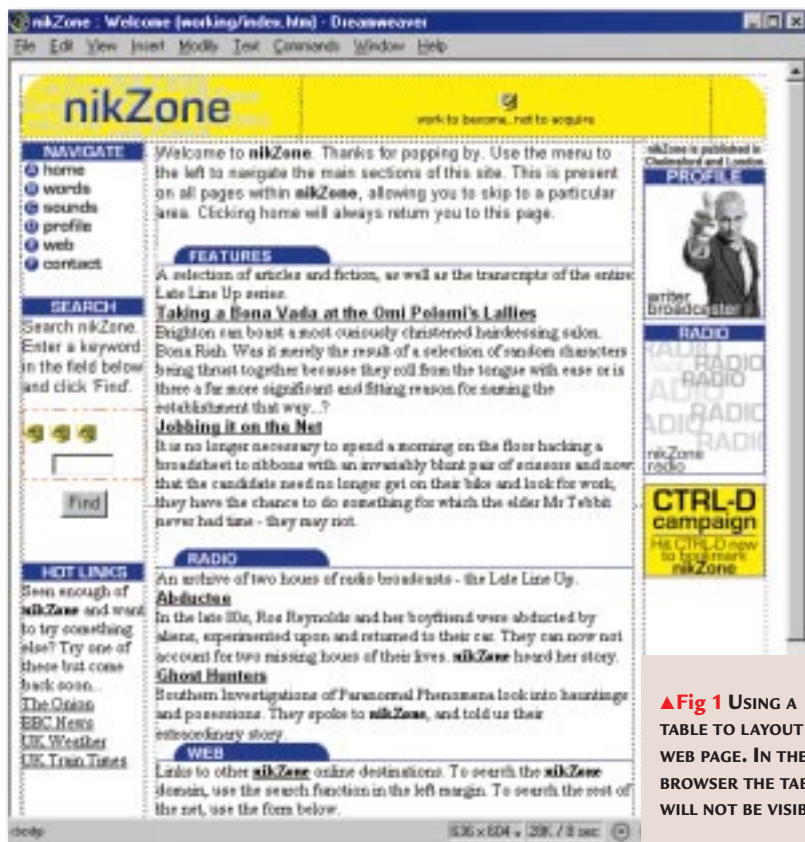 nikZone : Welcome (working/index.htm) - Dreamweaver
File Edit View Insert Modify Text Commands Window Help
nikZone
work to become, not to acquire
NAVIGATE
home
words
sounds
profile
web
contact
SEARCH
Search nikZone.
Enter a keyword
in the field below
and click 'Find'.
Find
HOT LINKS
Seen enough of
nikZone and want
to try something
else? Try one of
these but come
back soon...
The Onion
BBC News
UK Weather
UK Train Times
Welcome to nikZone. Thanks for popping by. Use the menu to
the left to navigate the main sections of this site. This is present
on all pages within nikZone, allowing you to skip to a particular
area. Clicking home will always return you to this page.
FEATURES
A selection of articles and fiction, as well as the transcripts of the entire
Late Line Up series.
Taking a Bona Vada at the Omi Polomi's Lallies
Brighton can boast a most curiously christened hairdressing salon.
Bona Riah. Was it merely the result of a selection of random characters
being thrust together because they roll from the tongue with ease or is
there a far more significant and fitting reason for naming the
establishment that way...?
Jobbing it on the Net
It is no longer necessary to spend a morning on the floor hacking a
broadsheet to ribbons with an invariably blunt pair of scissors and now
that the candidate need no longer get on their bike and look for work,
they have the chance to do something for which the elder Mr Tebbit
never had time - they may riot.
RADIO
An archive of two hours of radio broadcasts - the Late Line Up.
Abductee
In the late 80s, Ros Reynolds and her boyfriend were abducted by
aliens, experimented upon and returned to their car. They can now not
account for two missing hours of their lives. nikZone heard her story.
Ghost Hunters
Southern Investigations of Paranormal Phenomena look into hauntings
and posessions. They spoke to nikZone, and told us their
extraordinary story.
WEB
Links to other nikZone online destinations. To search the nikZone
domain, use the search function in the left margin. To search the rest of
the net, use the form below.
nikZone is published in
Chelmsford and London
PROFILE
writer
broadcaster
RADIO
RADIO
RADIO
RADIO
RADIO
RADIO
nikZone
radio
CTRL-D
campaign
Hit CTRL-D now
to bookmark
nikZone
<body>
636 x 604 28K / 8 sec
▲Fig 1 USING A
TABLE TO LAYOUT
WEB PAGE. IN THE
BROWSER THE TAB
WILL NOT BE VISIB